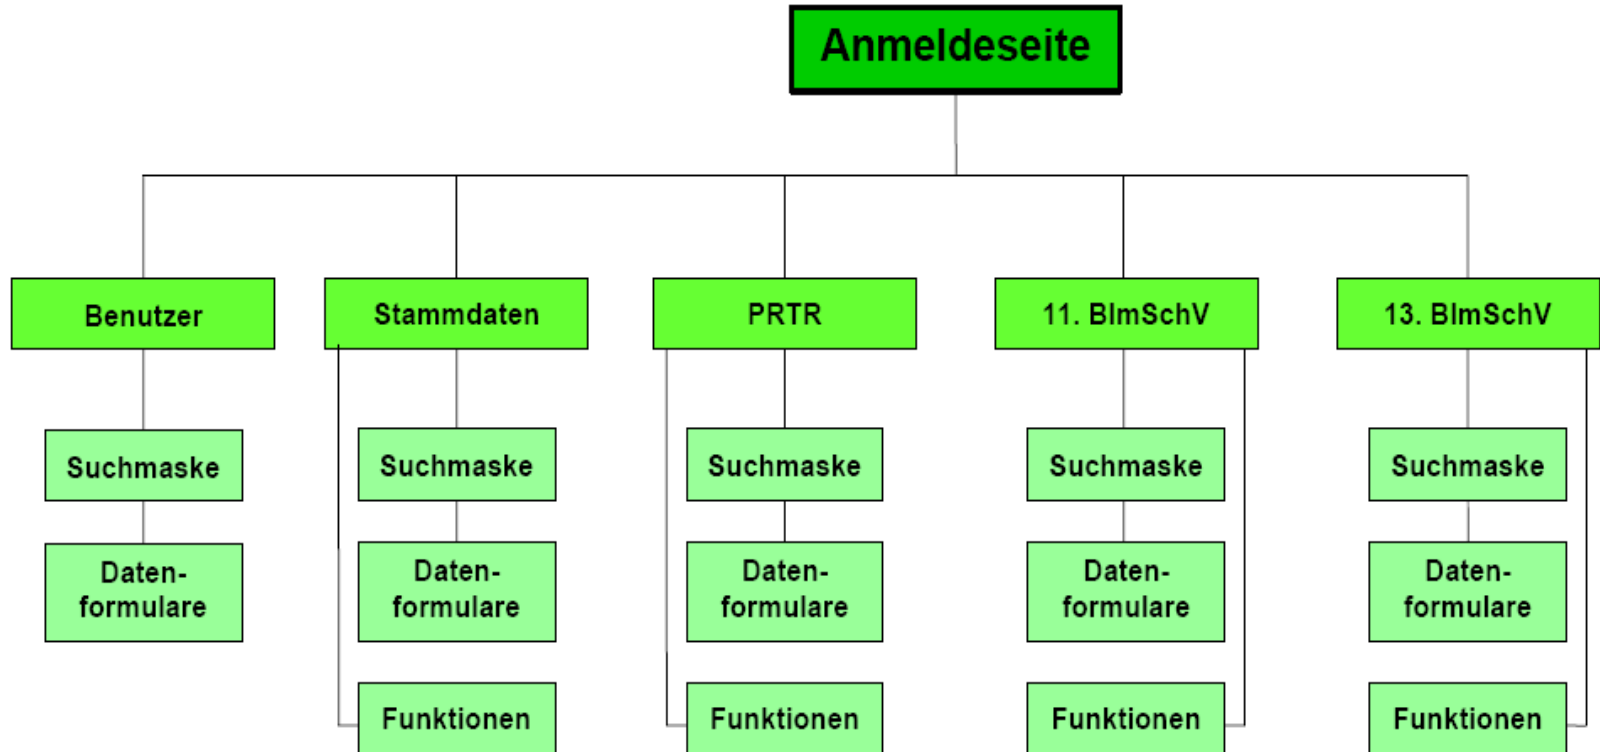 Anmeldeseite
Benutzer
Stammdaten
PRTR
11. BImSchV
13. BImSchV
Suchmaske
Suchmaske
Suchmaske
Suchmaske
Suchmaske
Daten-
formulare
Daten-
formulare
Daten-
formulare
Daten-
formulare
Daten-
formulare
Funktionen
Funktionen
Funktionen
Funktionen